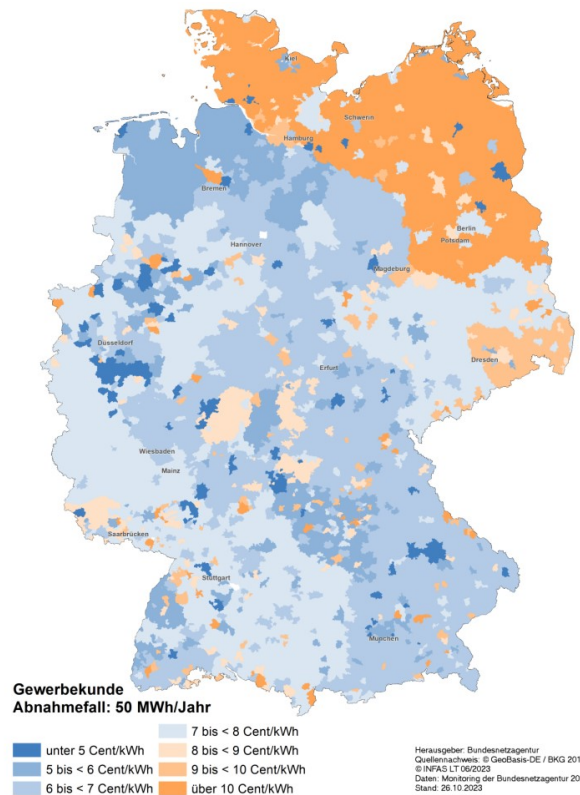 Kiel
Schwerin
Hamburg
Bremen
Berlin
Potsdam
Hannover
Magdeburg
Düsseldorf
Dresden
Erfurt
Wiesbaden
Mainz
Saarbrücken
Stuttgart
München
Gewerbekunde
Abnahmefall: 50 MWh/Jahr
unter 5 Cent/kWh
5 bis < 6 Cent/kWh
6 bis < 7 Cent/kWh
7 bis < 8 Cent/kWh
8 bis < 9 Cent/kWh
9 bis < 10 Cent/kWh
über 10 Cent/kWh
Herausgeber: Bundesnetzagentur
Quellennachweis: © GeoBasis-DE / BKG 201
© INFAS LT 06/2023
Daten: Monitoring der Bundesnetzagentur 20
Stand: 26.10.2023